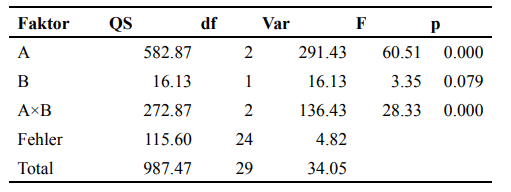 Faktor QS df Var F p
A 582.87 2 291.43 60.51 0.000
B 16.13 1 16.13 3.35 0.079
A×B 272.87 2 136.43 28.33 0.000
Fehler 115.60 24 4.82
Total 987.47 29 34.05